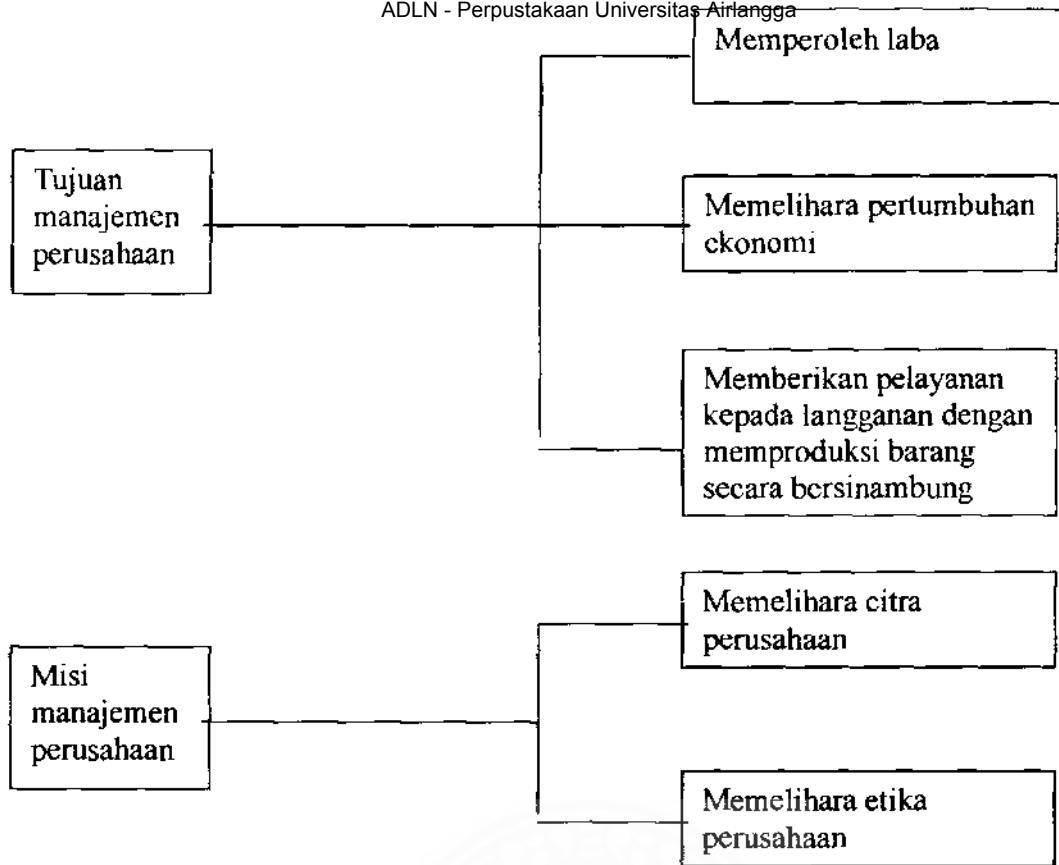 ADLN - Perpustakaan Universitas Airlangga
Memperoleh laba
Tujuan
manajemen
perusahaan
Memelihara pertumbuhan
ekonomi
Memberikan pelayanan
kepada langganan dengan
memproduksi barang
secara bersinambung
Memelihara citra
perusahaan
Misi
manajemen
perusahaan
Memelihara etika
perusahaan